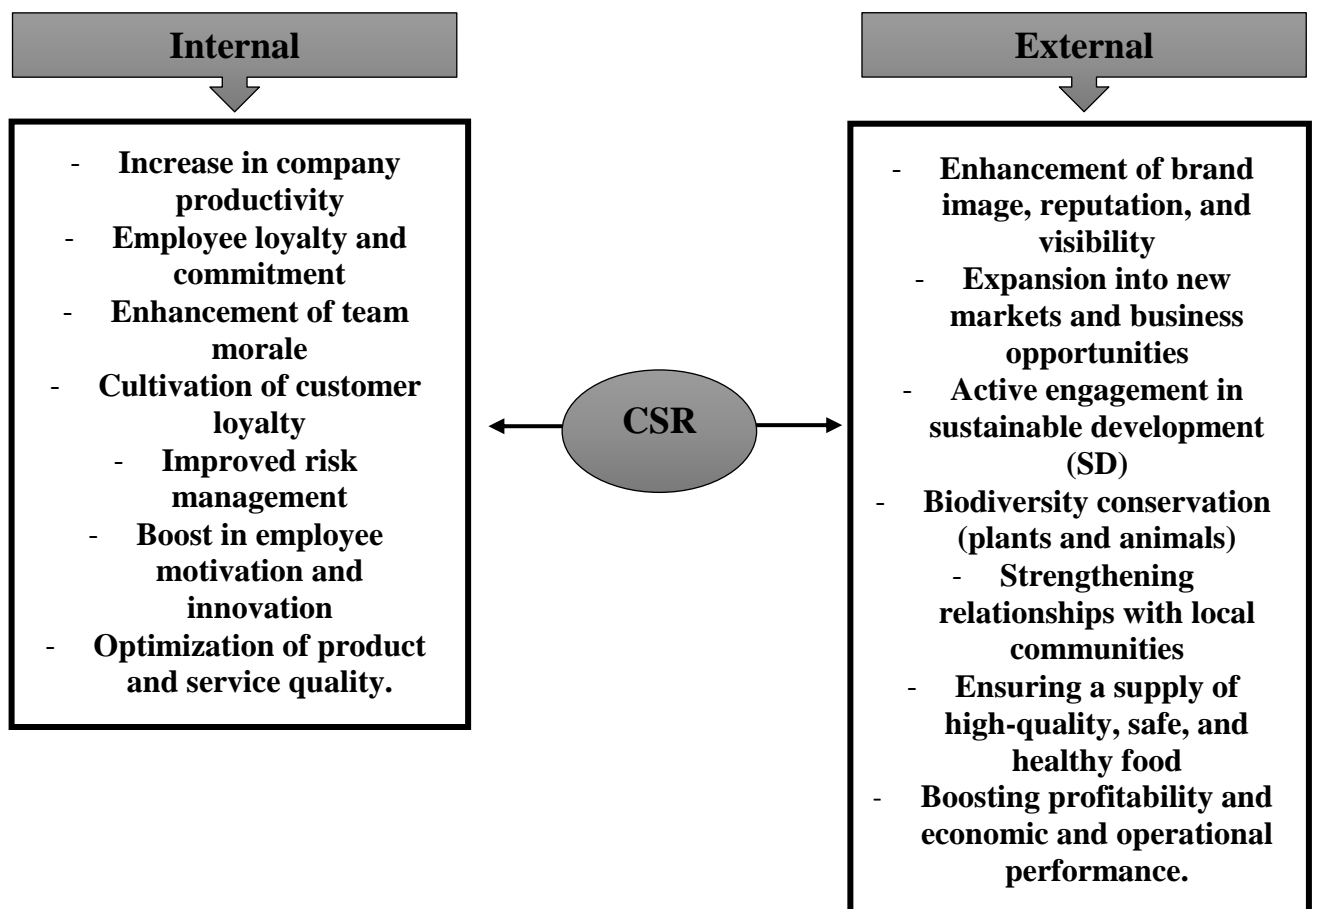 Internal
- Increase in company
productivity
- Employee loyalty and
commitment
- Enhancement of team
morale
- Cultivation of customer
loyalty
- Improved risk
management
- Boost in employee
motivation and
innovation
- Optimization of product
and service quality.
CSR
External
- Enhancement of brand
image, reputation, and
visibility
- Expansion into new
markets and business
opportunities
- Active engagement in
sustainable development
(SD)
- Biodiversity conservation
(plants and animals)
- Strengthening
relationships with local
communities
- Ensuring a supply of
high-quality, safe, and
healthy food
- Boosting profitability and
economic and operational
performance.